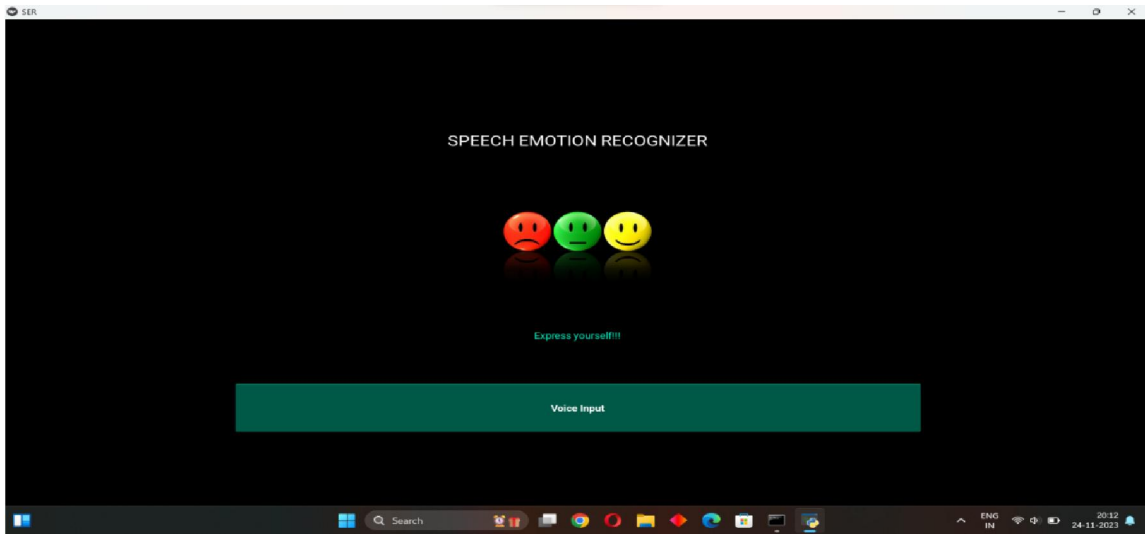 SER
SPEECH EMOTION RECOGNIZER
Express yourself!!!
Voice Input
Search
ENG
IN
20:12
24-11-2023